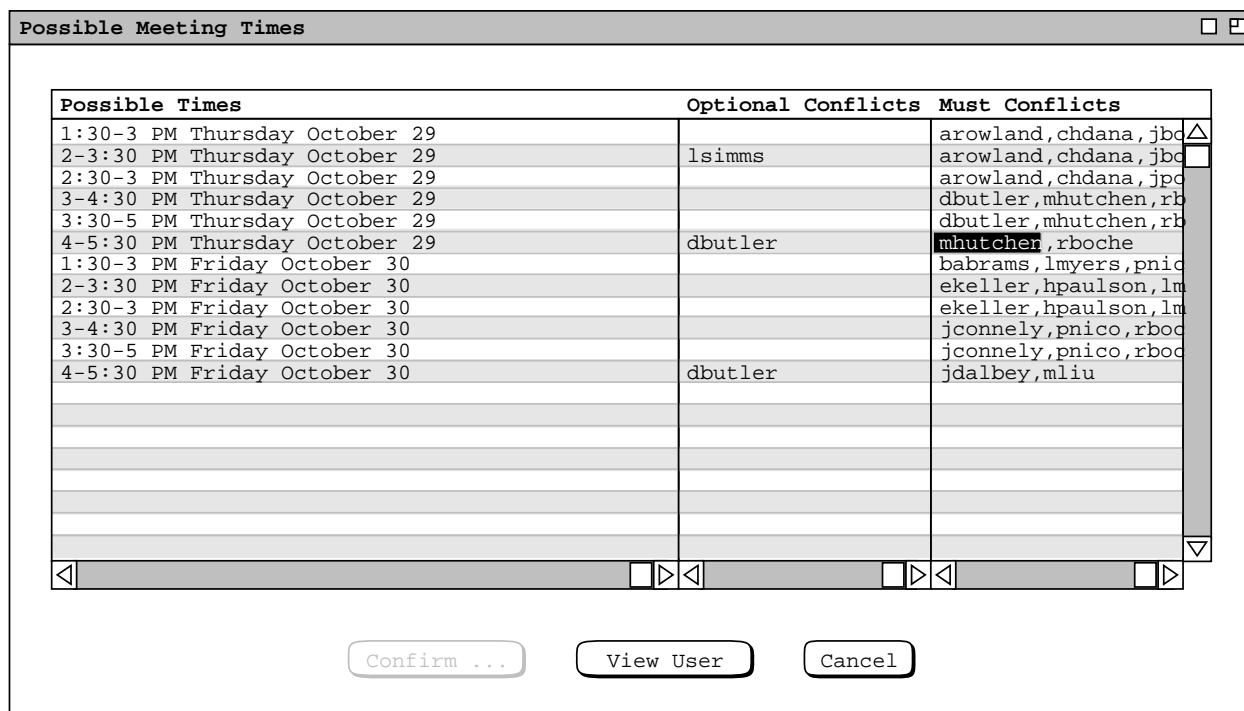 Possible Meeting Times
Possible Times Optional Conflicts Must Conflicts
1:30-3 PM Thursday October 29 arowland,chdana,jbo
2-3:30 PM Thursday October 29 lsimms arowland,chdana,jbo
2:30-3 PM Thursday October 29 arowland,chdana,jpo
3-4:30 PM Thursday October 29 dbutler,mhutchen,rb
3:30-5 PM Thursday October 29 dbutler,mhutchen,rb
4-5:30 PM Thursday October 29 dbutler mhutchen,rboche
1:30-3 PM Friday October 30 babrams,lmyers,pnic
2-3:30 PM Friday October 30 ekeller,hpaulson,lm
2:30-3 PM Friday October 30 ekeller,hpaulson,lm
3-4:30 PM Friday October 30 jconnely,pnico,rboc
3:30-5 PM Friday October 30 jconnely,pnico,rboc
4-5:30 PM Friday October 30 dbutler jdalbey,mliu
Confirm ... View User Cancel